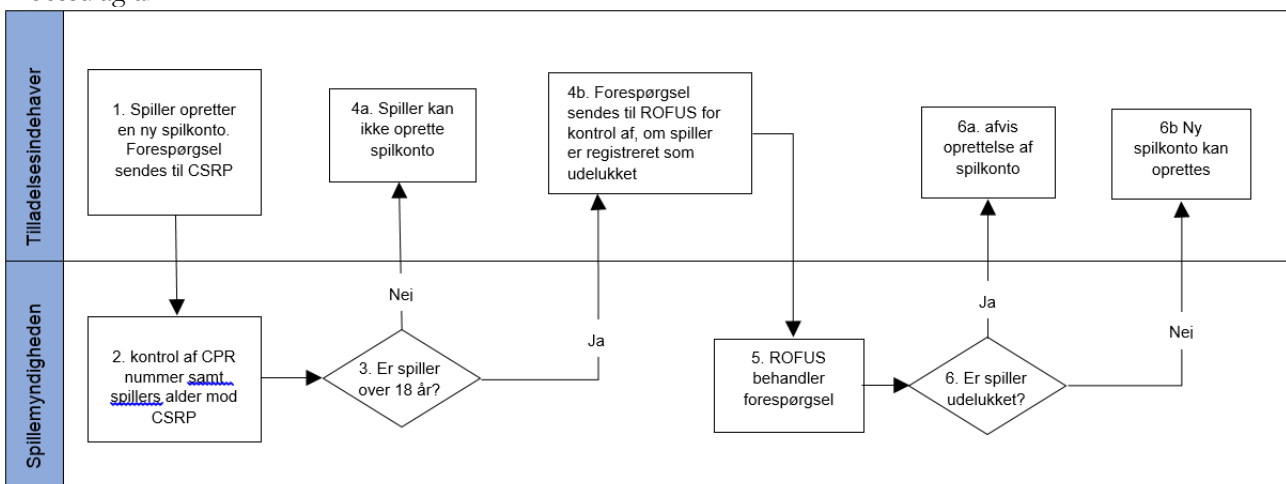 Tilladelsesindehaver
1. Spiller opretter
en ny spilkonto.
Forespørgsel
sendes til CSRP
4a. Spiller kan
ikke oprette
spilkonto
4b. Forespørgsel
sendes til ROFUS for
kontrol af, om spiller
er registreret som
udelukket
6a. afvis
oprettelse af
spilkonto
6b Ny
spilkonto kan
oprettes
Spillemyndigheden
2. kontrol af CPR
nummer samt
spillers alder mod
CSRP
3. Er spiller
over 18 år?
Nej
Ja
5. ROFUS
behandler
forespørgsel
6. Er spiller
udelukket?
Ja
Nej